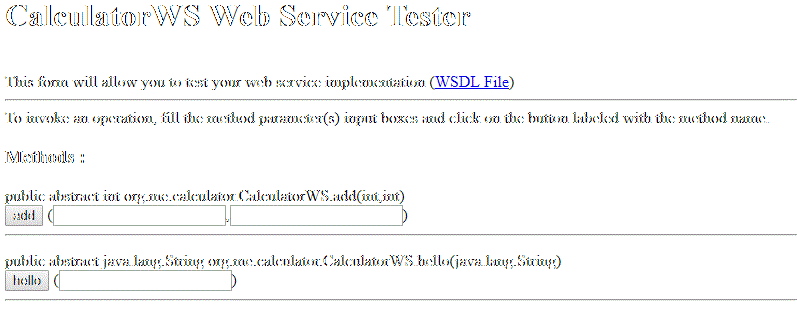 CalculatorWS Web Service Tester
This form will allow you to test your web service implementation (WSDL File)
To invoke an operation, fill the method parameter(s) input boxes and click on the button labeled with the method name.
Methods :
public abstract int org.me.calculator.CalculatorWS.add(int,int)
add ( , )
public abstract java.lang.String org.me.calculator.CalculatorWS.hello(java.lang.String)
hello ( )